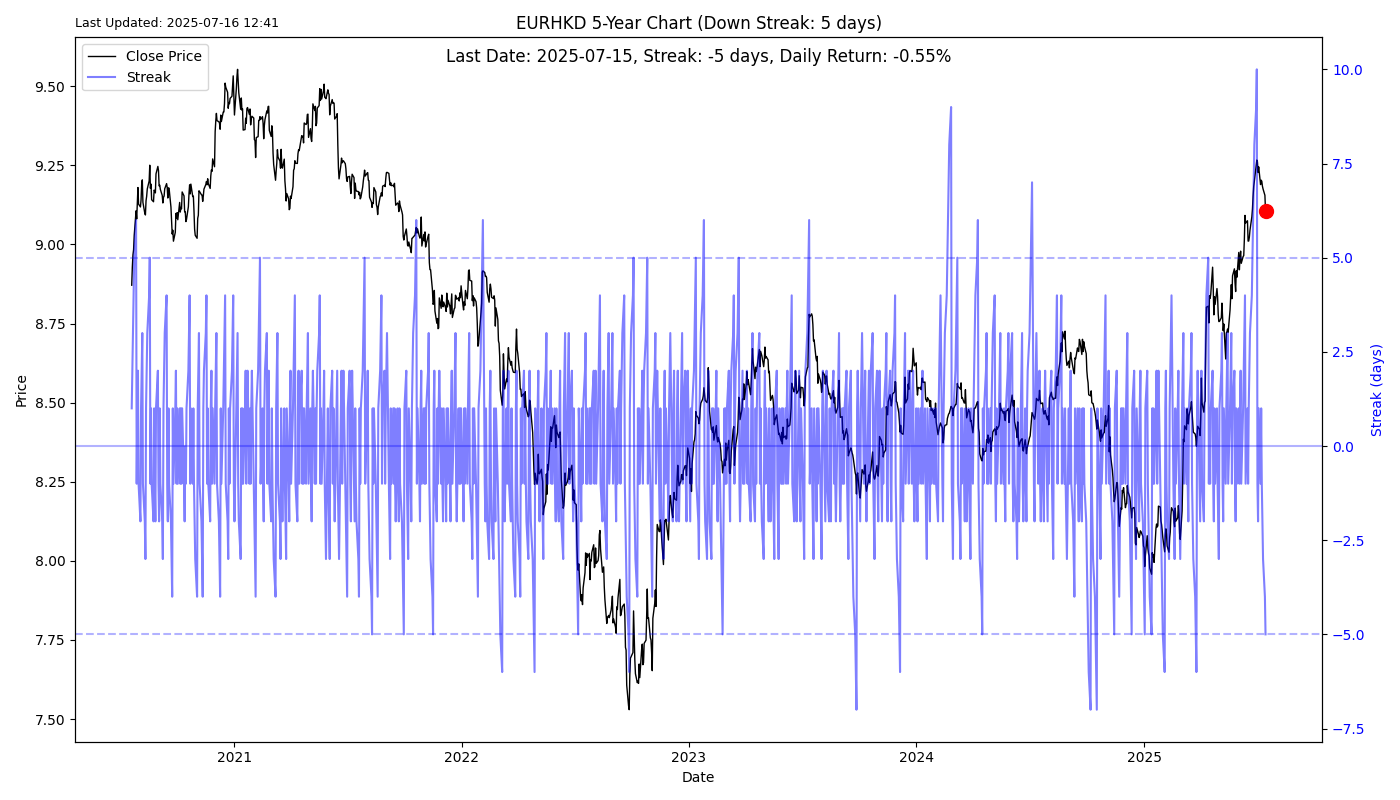 Last Updated: 2025-07-16 12:41
EURHKD 5-Year Chart (Down Streak: 5 days)
Last Date: 2025-07-15, Streak: -5 days, Daily Return: -0.55%
Close Price
Streak
9.50
9.25
9.00
8.75
8.50
8.25
8.00
7.75
7.50
Price
10.0
7.5
5.0
2.5
0.0
−2.5
−5.0
−7.5
Streak (days)
2021
2022
2023
2024
2025
Date